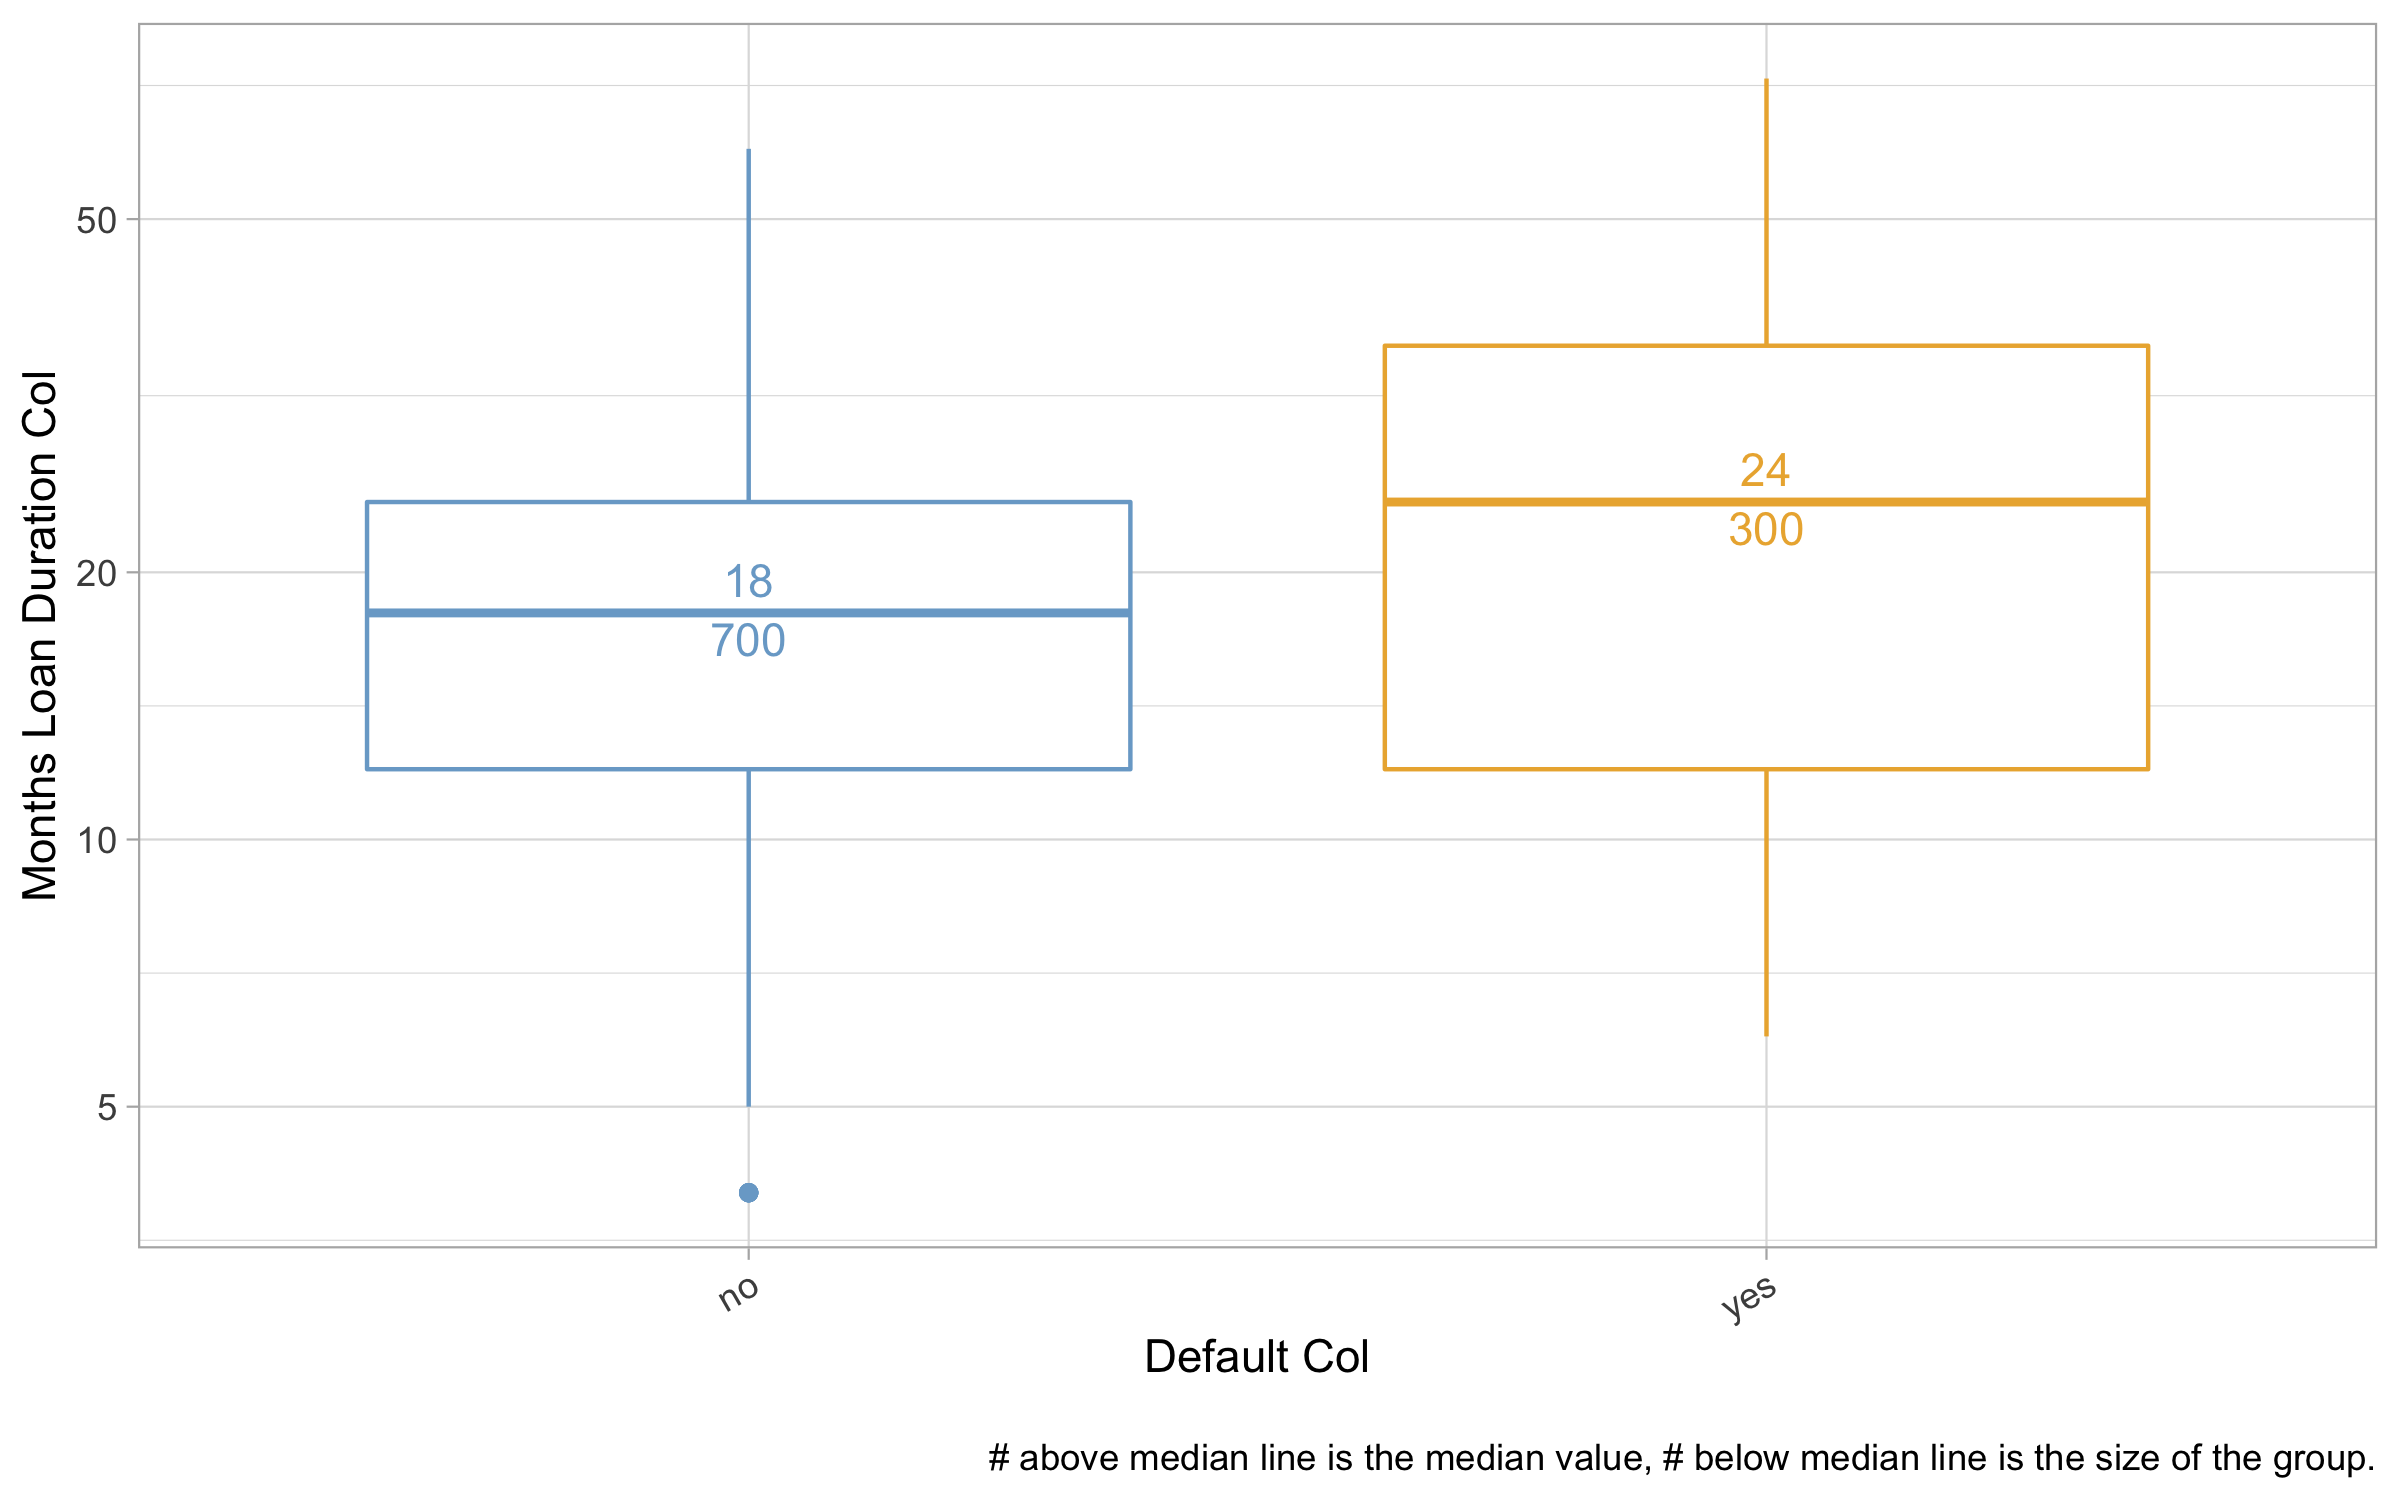 Months Loan Duration Col
50
20
10
5
18
700
24
300
no
yes
Default Col
# above median line is the median value, # below median line is the size of the group.